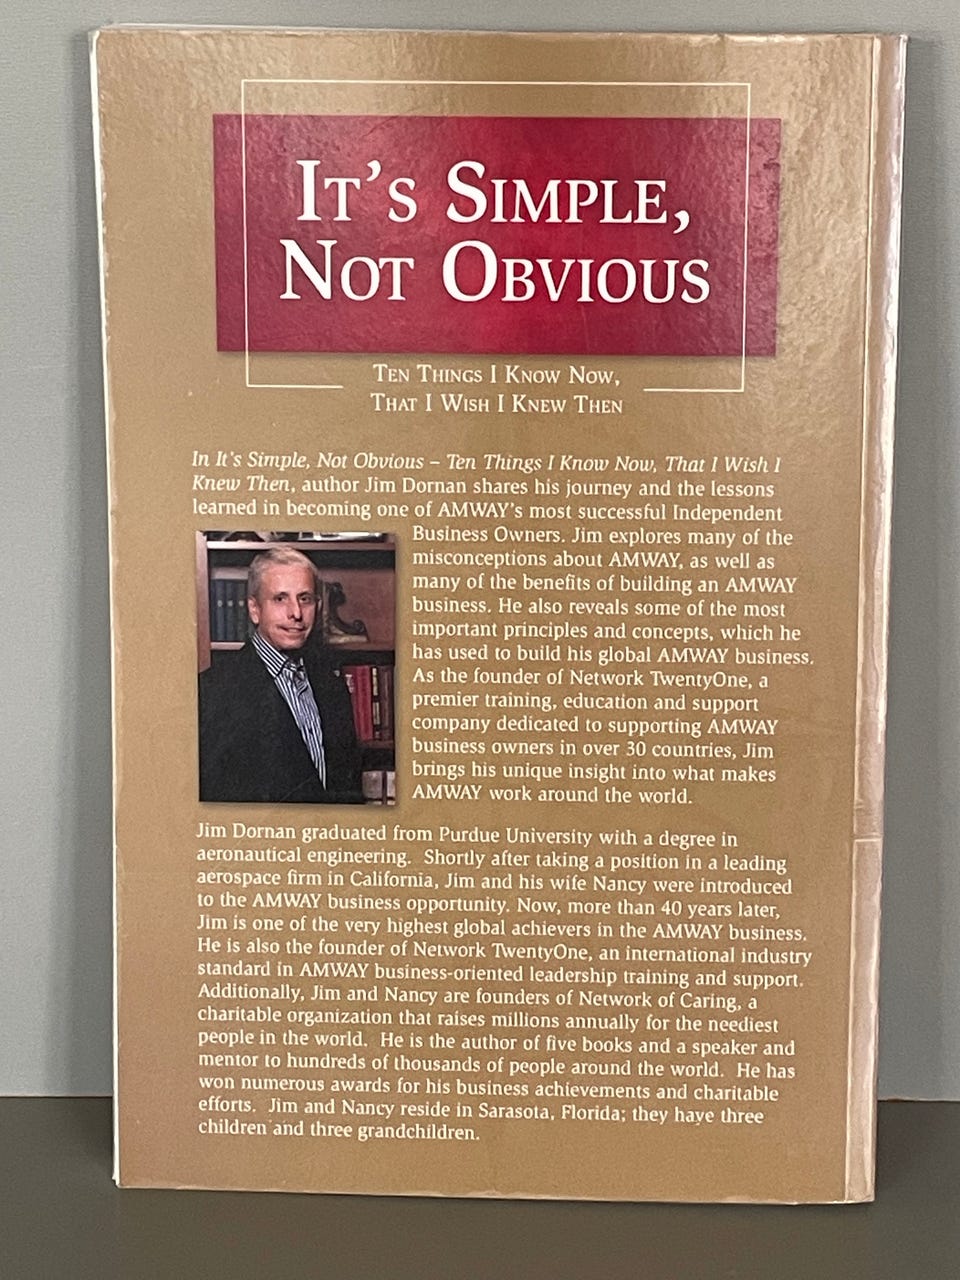 IT'S SIMPLE,
NOT OBVIOUS
TEN THINGS I KNOW NOW,
THAT I WISH I KNEW THEN
In It's Simple, Not Obvious – Ten Things I Know Now, That I Wish I
Knew Then, author Jim Dornan shares his journey and the lessons
learned in becoming one of AMWAY's most successful Independent
Business Owners. Jim explores many of the
misconceptions about AMWAY, as well as
many of the benefits of building an AMWAY
business. He also reveals some of the most
important principles and concepts, which he
has used to build his global AMWAY business.
As the founder of Network TwentyOne, a
premier training, education and support
company dedicated to supporting AMWAY
business owners in over 30 countries, Jim
brings his unique insight into what makes
AMWAY work around the world.
Jim Dornan graduated from Purdue University with a degree in
aeronautical engineering. Shortly after taking a position in a leading
aerospace firm in California, Jim and his wife Nancy were introduced
to the AMWAY business opportunity. Now, more than 40 years later,
Jim is one of the very highest global achievers in the AMWAY business.
He is also the founder of Network TwentyOne, an international industry
standard in AMWAY business-oriented leadership training and support.
Additionally, Jim and Nancy are founders of Network of Caring, a
charitable organization that raises millions annually for the neediest
people in the world. He is the author of five books and a speaker and
mentor to hundreds of thousands of people around the world. He has
won numerous awards for his business achievements and charitable
efforts. Jim and Nancy reside in Sarasota, Florida; they have three
children and three grandchildren.